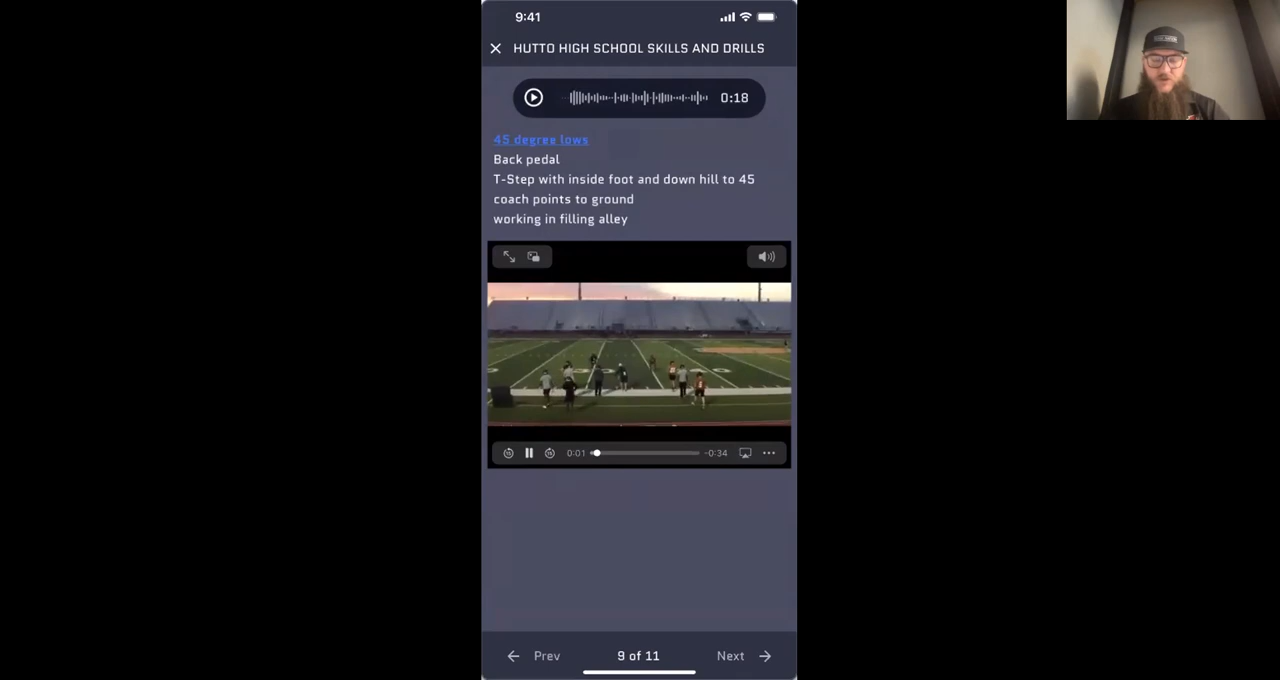 9:41
HUTTO HIGH SCHOOL SKILLS AND DRILLS
0:18
45 degree lows
Back pedal
T-Step with inside foot and down hill to 45
coach points to ground
working in filling alley
0:01
-0:34
Prev
9 of 11
Next